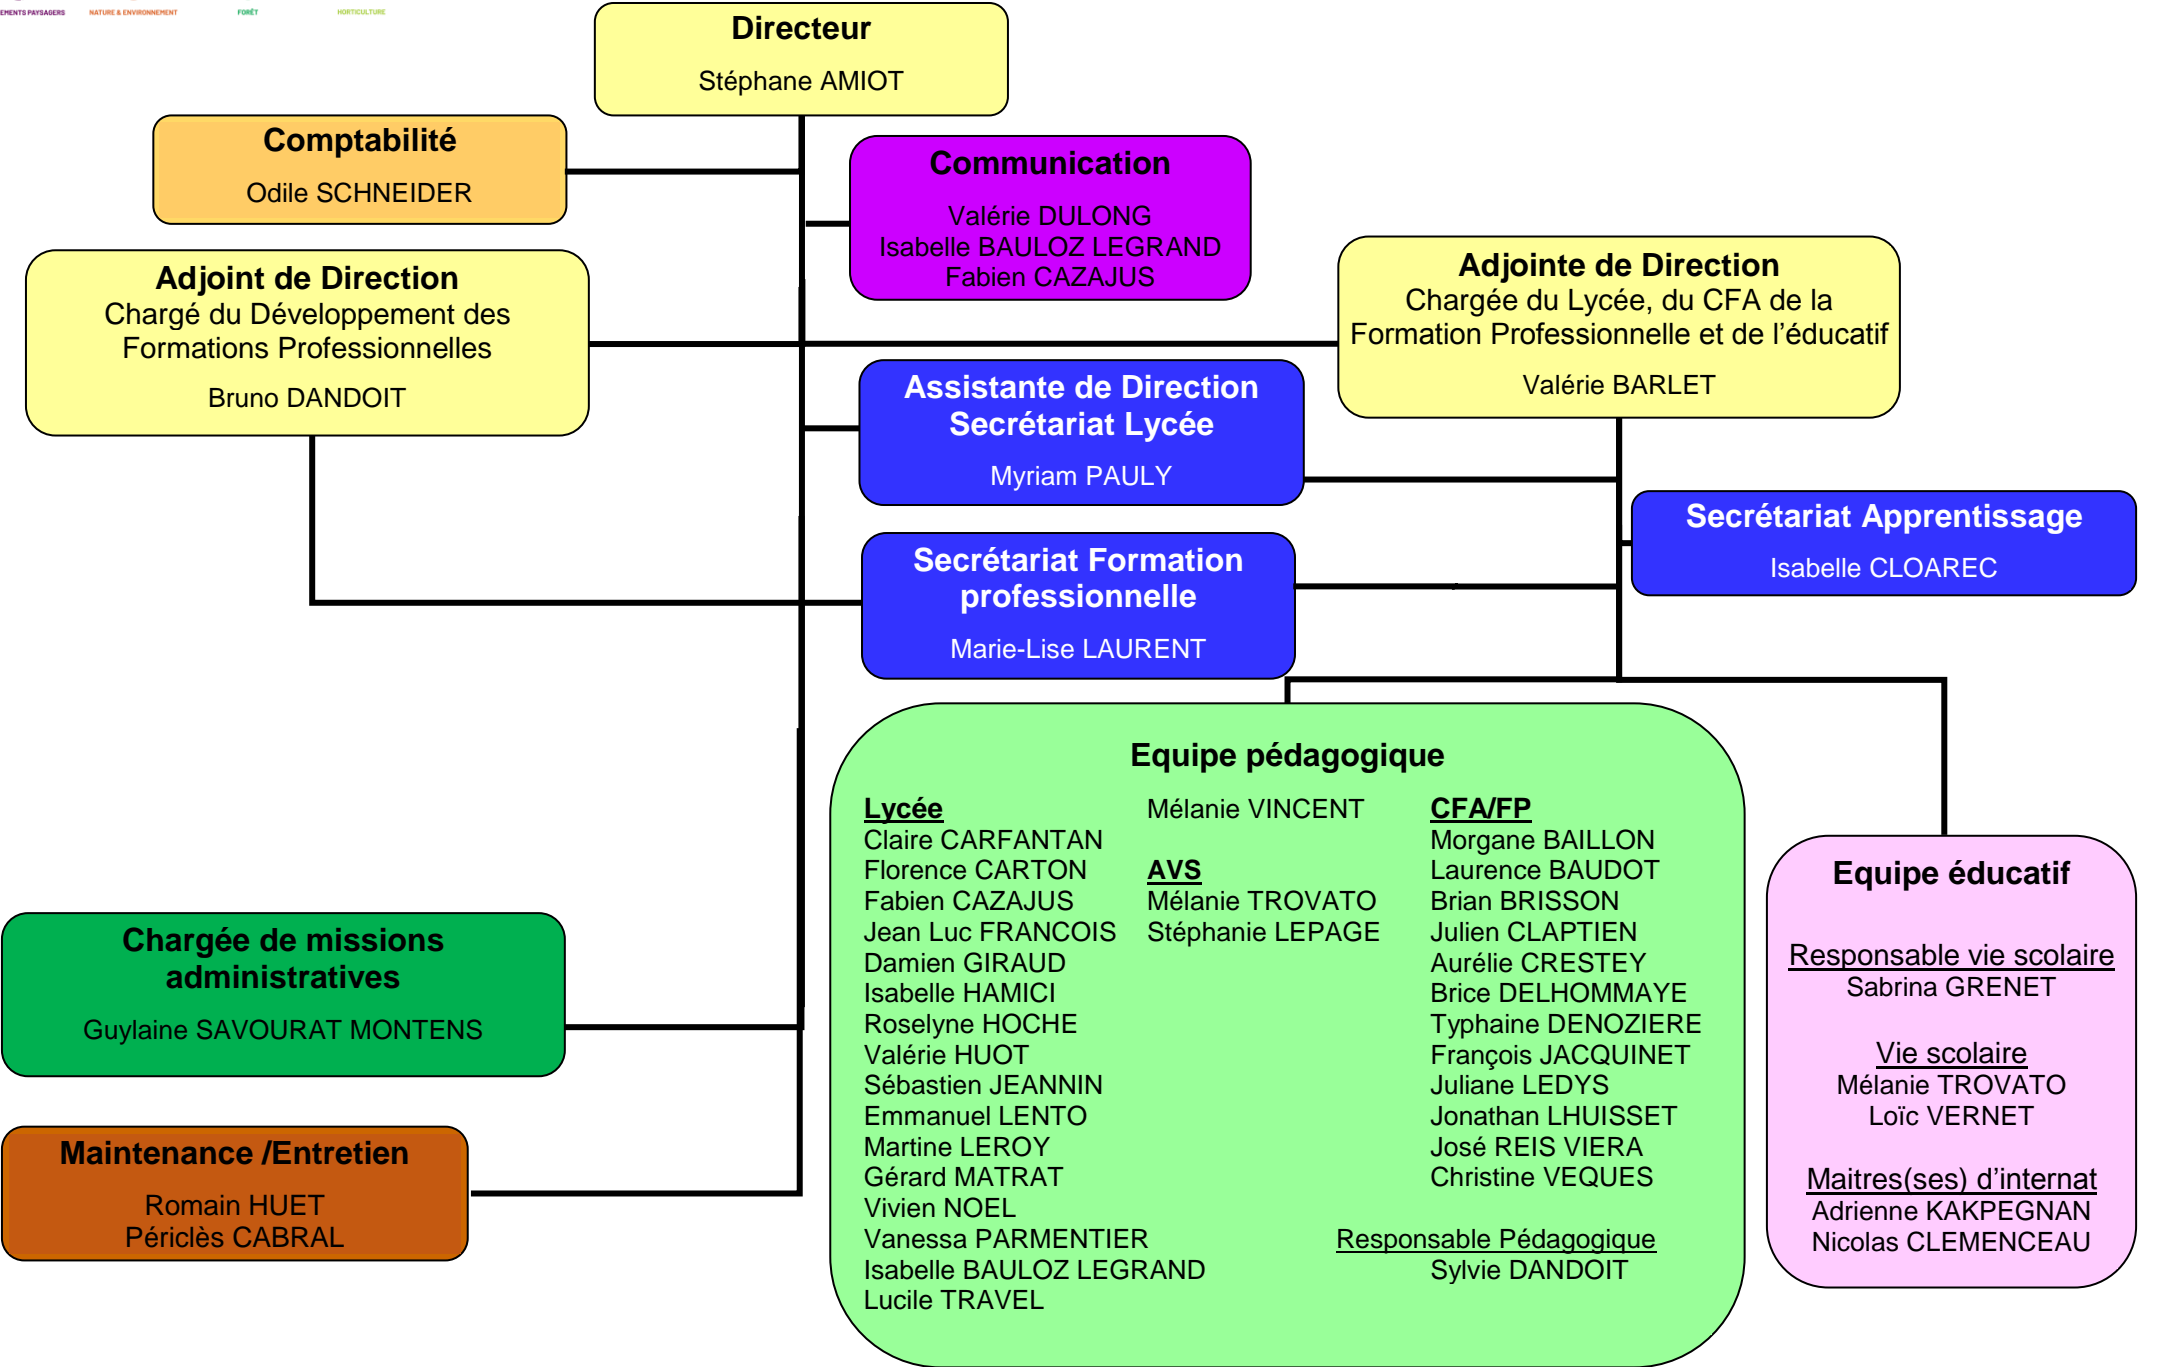 NATURE & ENVIRONNEMENT
FORÊT
HORTICULTURE
Directeur
Stéphane AMIOT
Comptabilité
Odile SCHNEIDER
Communication
Valérie DULONG
Isabelle BAULOZ LEGRAND
Fabien CAZAJUS
Adjoint de Direction
Chargé du Développement des
Formations Professionnelles
Bruno DANDOIT
Adjointe de Direction
Chargée du Lycée, du CFA de la
Formation Professionnelle et de l’éducatif
Valérie BARLET
Assistante de Direction
Secrétariat Lycée
Myriam PAULY
Secrétariat Apprentissage
Isabelle CLOAREC
Secrétariat Formation
professionnelle
Marie-Lise LAURENT
Equipe pédagogique
Lycée
Claire CARFANTAN
Florence CARTON
Fabien CAZAJUS
Jean Luc FRANCOIS
Damien GIRAUD
Isabelle HAMICI
Roselyne HOCHE
Valérie HUOT
Sébastien JEANNIN
Emmanuel LENTO
Martine LEROY
Gérard MATRAT
Vivien NOEL
Vanessa PARMENTIER
Isabelle BAULOZ LEGRAND
Lucile TRAVEL
Mélanie VINCENT
AVS
Mélanie TROVATO
Stéphanie LEPAGE
CFA/FP
Morgane BAILLON
Laurence BAUDOT
Brian BRISSON
Julien CLAPTIEN
Aurélie CRESTEY
Brice DELHOMMAYE
Typhaine DENOZIERE
François JACQUINET
Juliane LEDYS
Jonathan LHUISSET
José REIS VIERA
Christine VEQUES
Responsable Pédagogique
Sylvie DANDOIT
Equipe éducatif
Responsable vie scolaire
Sabrina GRENET
Vie scolaire
Mélanie TROVATO
Loïc VERNET
Maitres(ses) d’internat
Adrienne KAKPEGNAN
Nicolas CLEMENCEAU
Chargée de missions
administratives
Guylaine SAVOURAT MONTENS
Maintenance /Entretien
Romain HUET
Périclès CABRAL